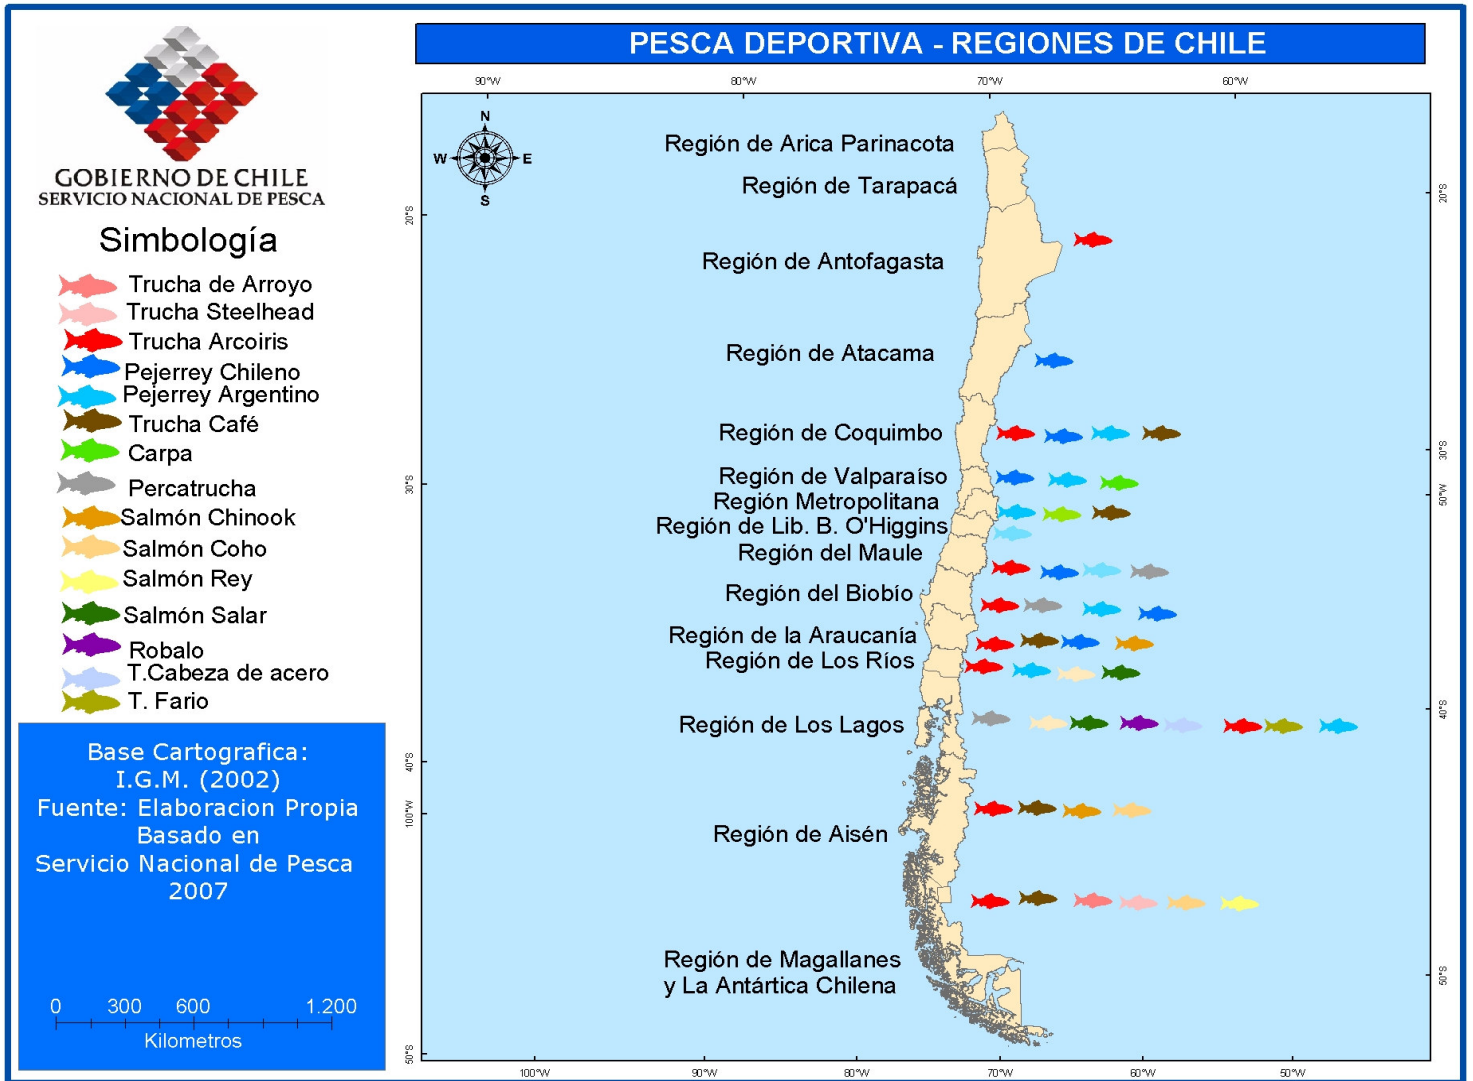 PESCA DEPORTIVA - REGIONES DE CHILE
GOBIERNO DE CHILE
SERVICIO NACIONAL DE PESCA
Simbología
Trucha de Arroyo
Trucha Steelhead
Trucha Arcoiris
Pejerrey Chileno
Pejerrey Argentino
Trucha Café
Carpa
Percatrucha
Salmón Chinook
Salmón Coho
Salmón Rey
Salmón Salar
Robalo
T.Cabeza de acero
T. Fario
Base Cartografica:
I.G.M. (2002)
Fuente: Elaboracion Propia
Basado en
Servicio Nacional de Pesca
2007
0 300 600 1.200
Kilometros
90°W 80°W 70°W 60°W
N
W E
S
Región de Arica Parinacota
Región de Tarapacá
Región de Antofagasta
Región de Atacama
Región de Coquimbo
Región de Valparaíso
Región Metropolitana
Región de Lib. B. O'Higgins
Región del Maule
Región del Biobío
Región de la Araucanía
Región de Los Ríos
Región de Los Lagos
Región de Aisén
Región de Magallanes
y La Antártica Chilena
20°S
30°S
40°S
100°W
50°S
20°S
30°S
50°W
40°S
50°S
100°W 90°W 80°W 70°W 60°W 50°W